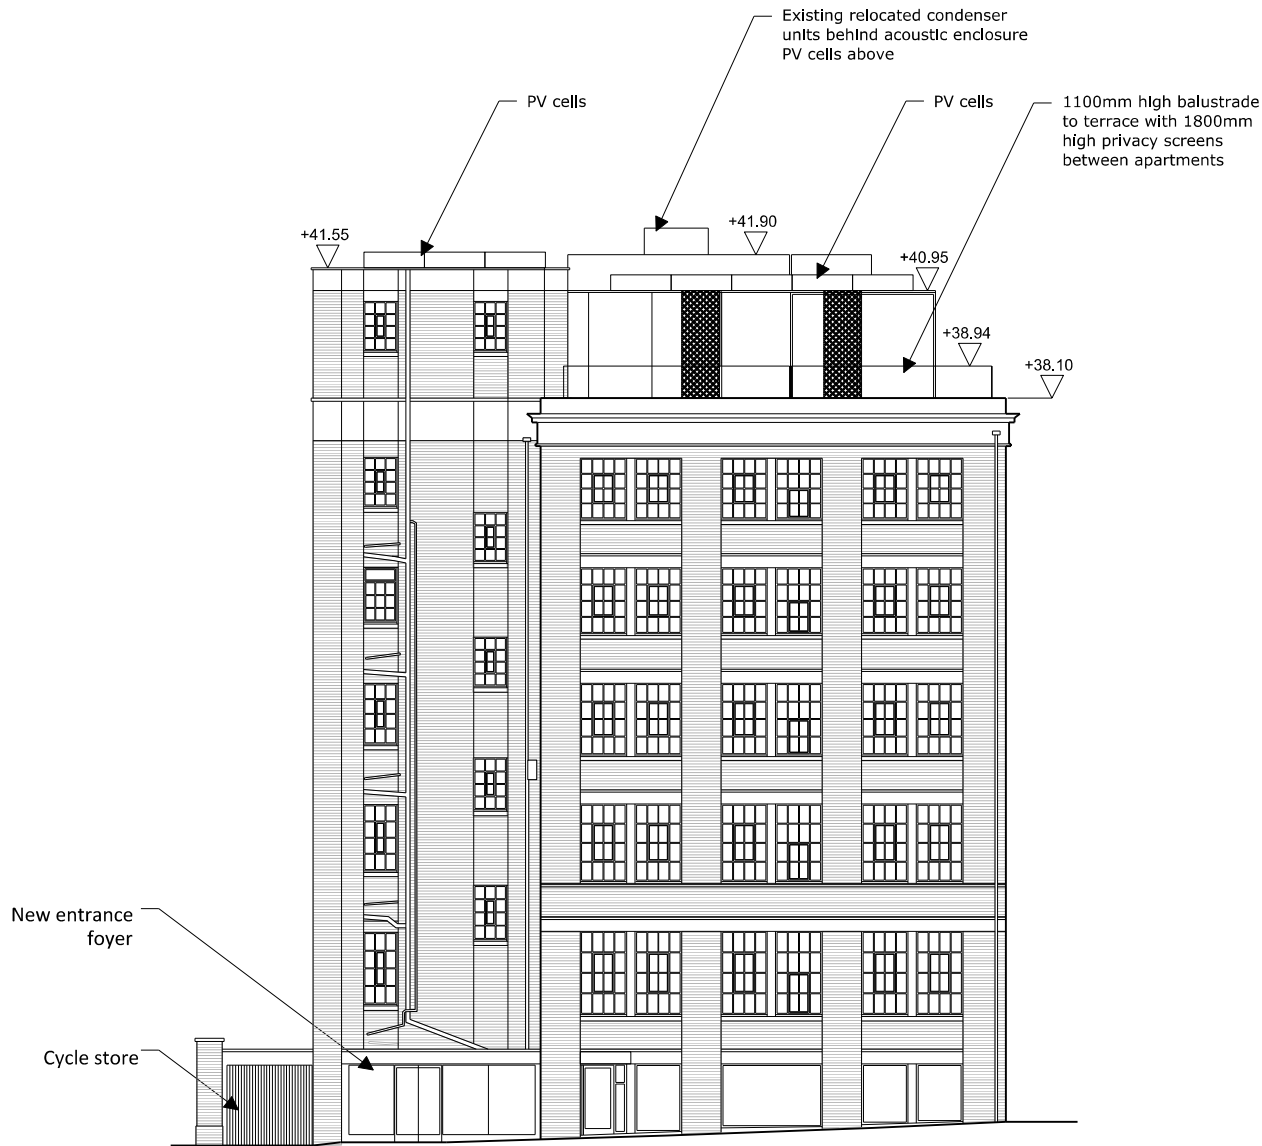 Existing relocated condenser
units behind acoustic enclosure
PV cells above
PV cells
PV cells
1100mm high balustrade
to terrace with 1800mm
high privacy screens
between apartments
+41.55
+41.90
+40.95
+38.94
+38.10
New entrance
foyer
Cycle store